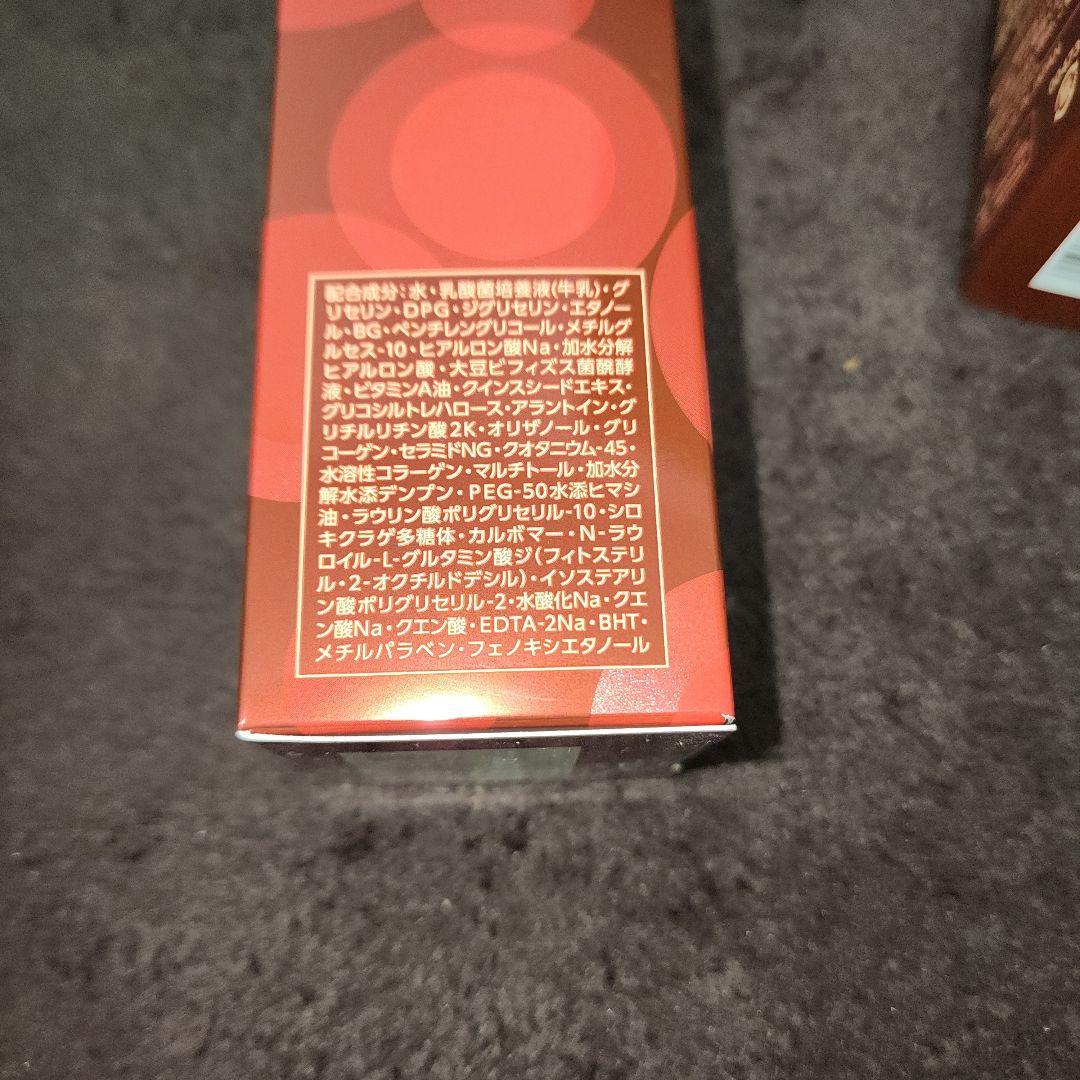 配合成分：水・乳酸菌培養液(牛乳)・グ
リセリン・DPG・ジグリセリン・エタノー
ル・BG・ペンチレングリコール・メチルグ
ルセス-10・ヒアルロン酸Na・加水分解
ヒアルロン酸・大豆ビフィズス菌醗酵
液・ビタミンA油・クインスシードエキス・
グリコシルトレハロース・アラントイン・グ
リチルリチン酸2K・オリザノール・グリ
コーゲン・セラミドNG・クオタニウム-45・
水溶性コラーゲン・マルチトール・加水分
解水添デンプン・PEG-50水添ヒマシ
油・ラウリン酸ポリグリセリル-10・シロ
キクラゲ多糖体・カルボマー・N-ラウ
ロイル-L-グルタミン酸ジ(フィトステリ
ル・2-オクチルドデシル)・イソステアリ
ン酸ポリグリセリル-2・水酸化Na・クエ
ン酸Na・クエン酸・EDTA-2Na・BHT・
メチルパラベン・フェノキシエタノール